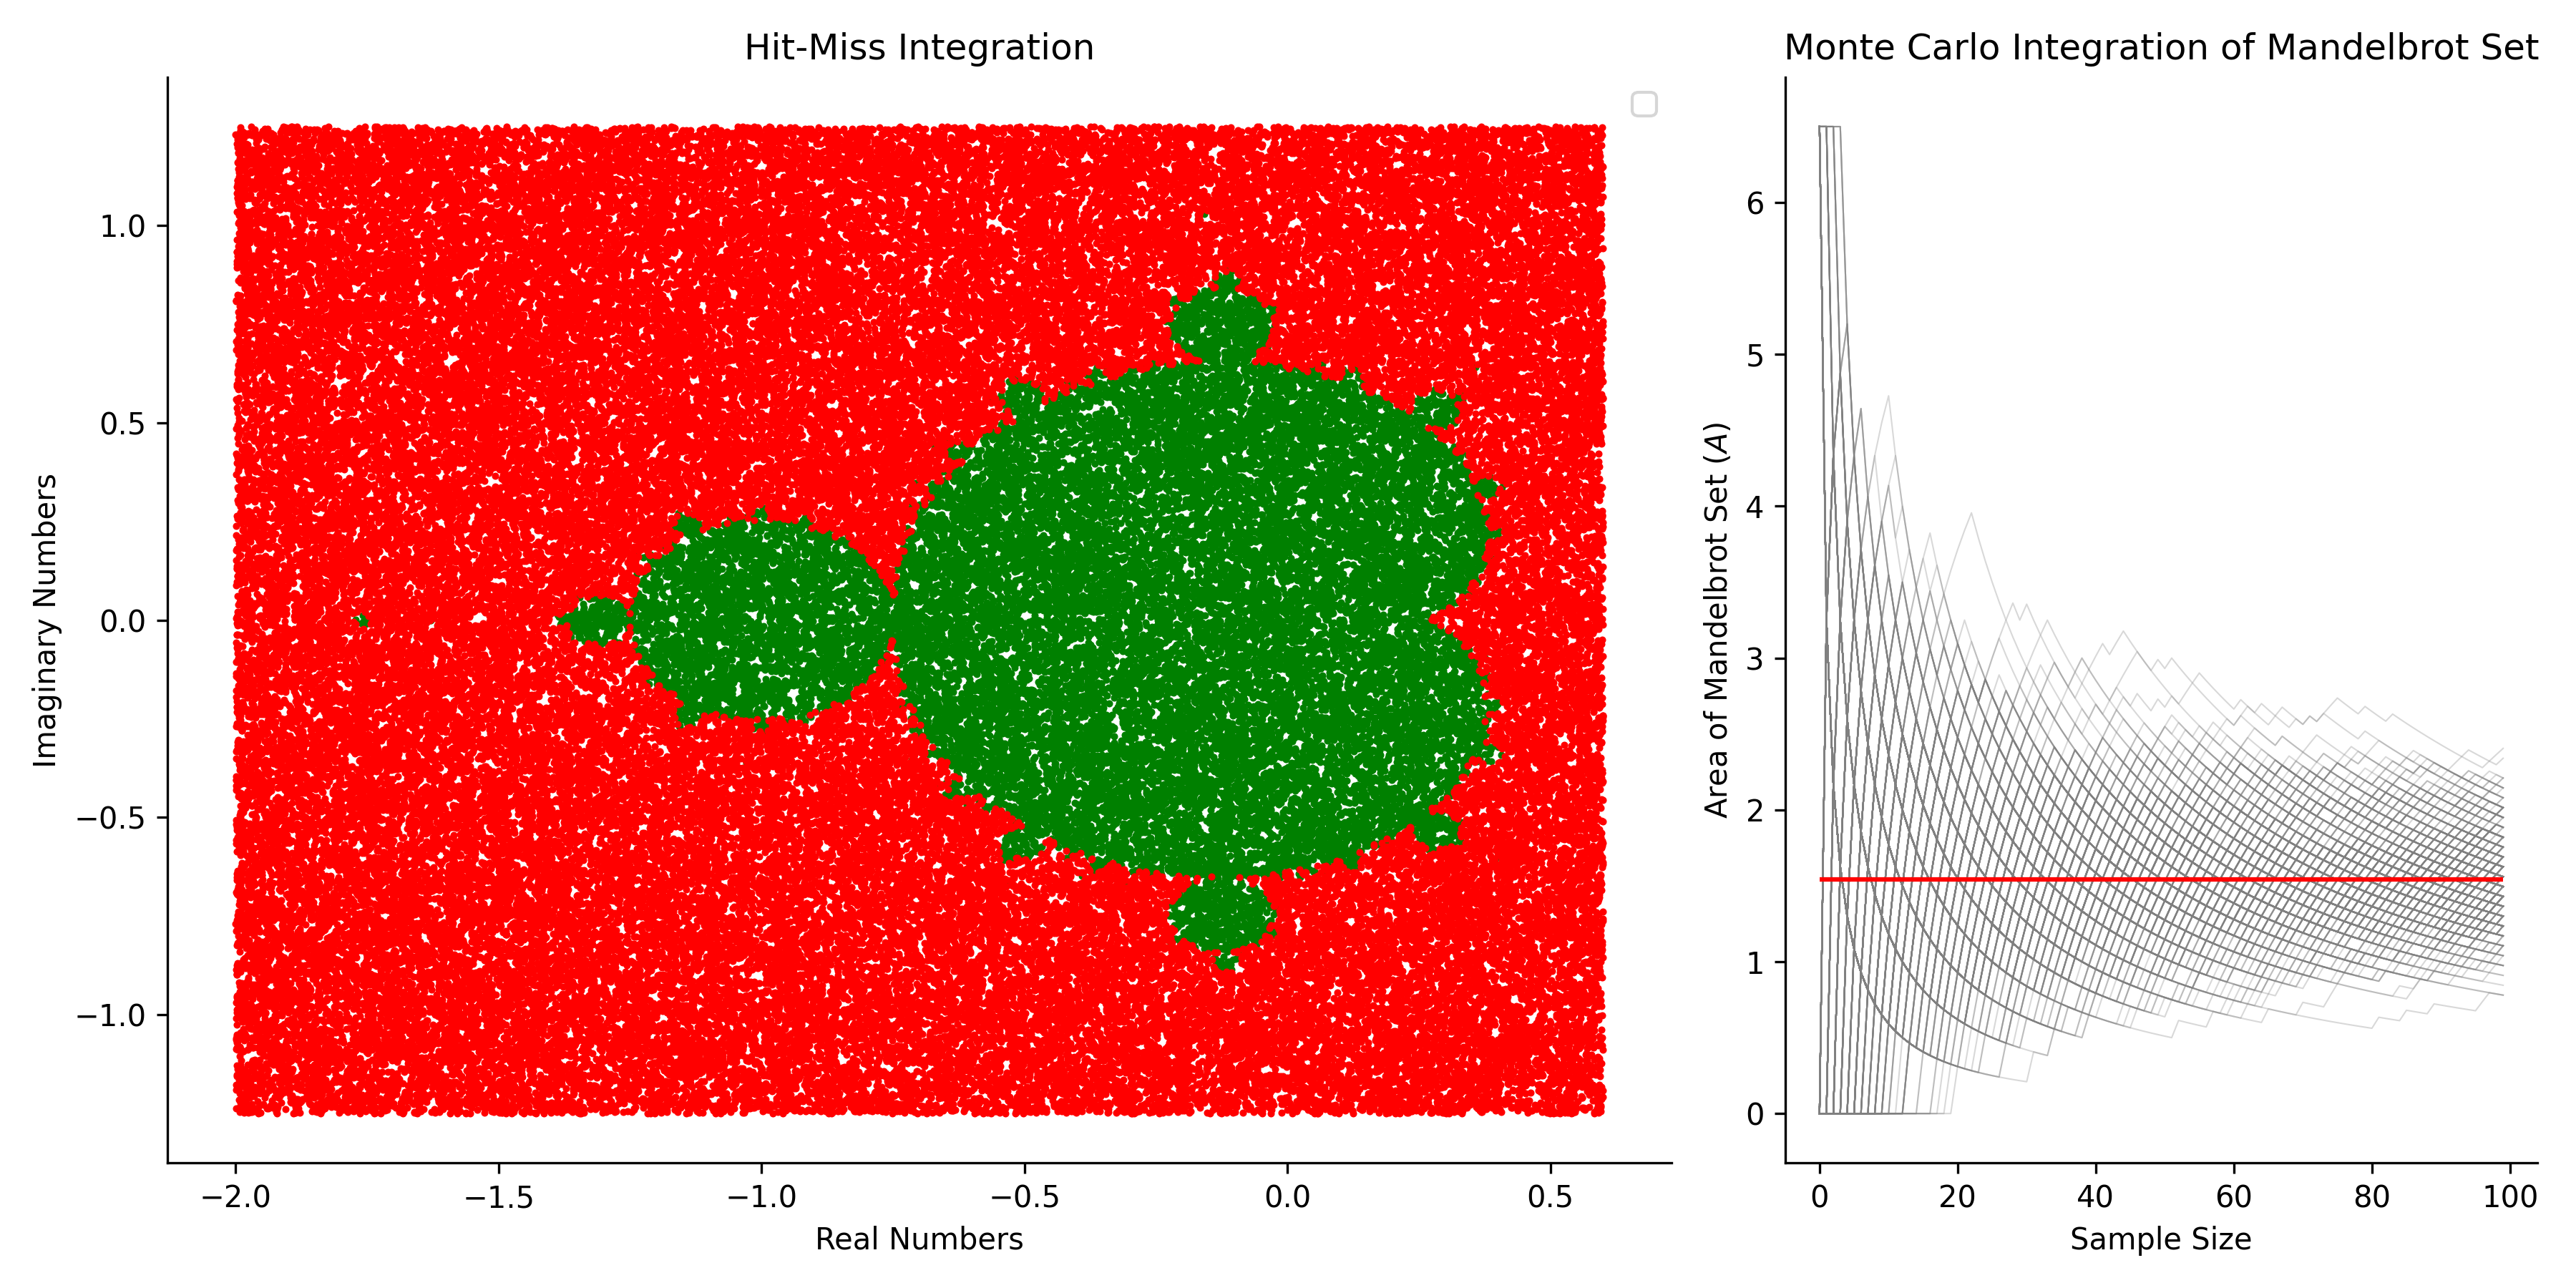 Hit-Miss Integration
Imaginary Numbers
1.0
0.5
0.0
−0.5
−1.0
−2.0 −1.5 −1.0 −0.5 0.0 0.5
Real Numbers
Monte Carlo Integration of Mandelbrot Set
Area of Mandelbrot Set (A)
6
5
4
3
2
1
0
0 20 40 60 80 100
Sample Size